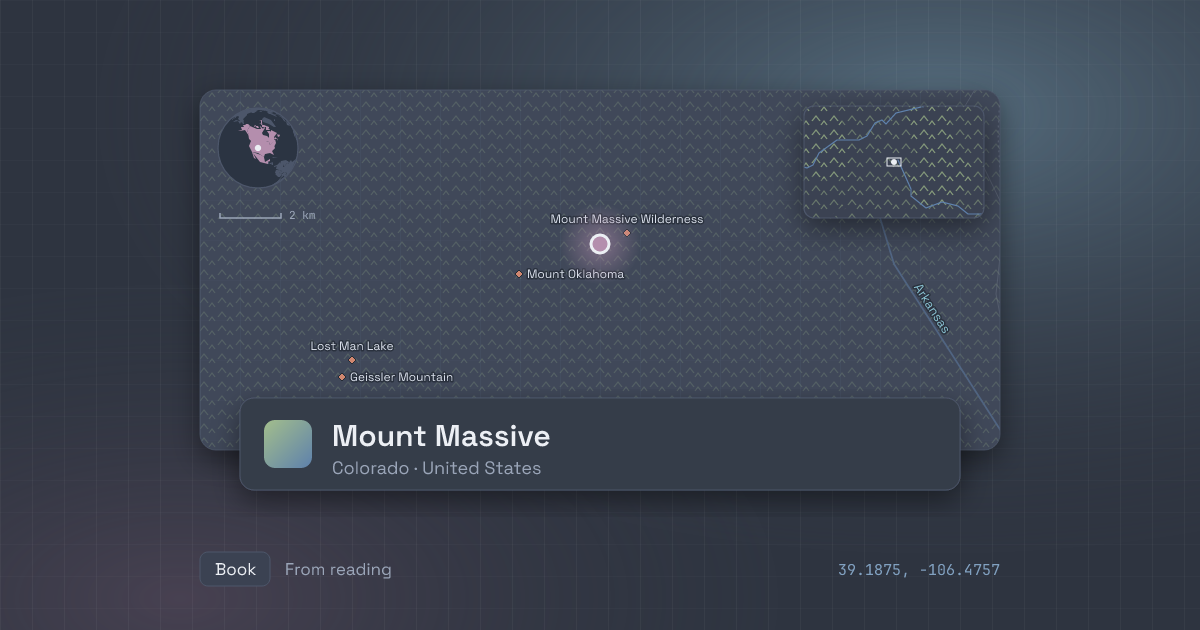 2 km
Mount Massive Wilderness
Mount Oklahoma
Arkansas
Lost Man Lake
Geissler Mountain
Mount Massive
Colorado · United States
Book
From reading
39.1875, -106.4757